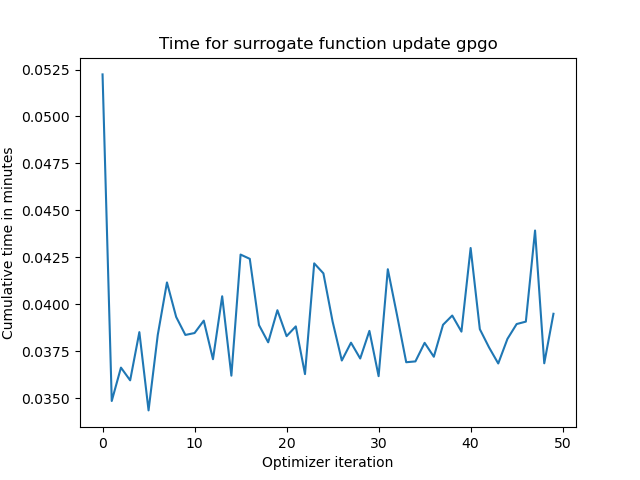 Time for surrogate function update gpgo
Cumulative time in minutes
0.0525
0.0500
0.0475
0.0450
0.0425
0.0400
0.0375
0.0350
0 10 20 30 40 50
Optimizer iteration